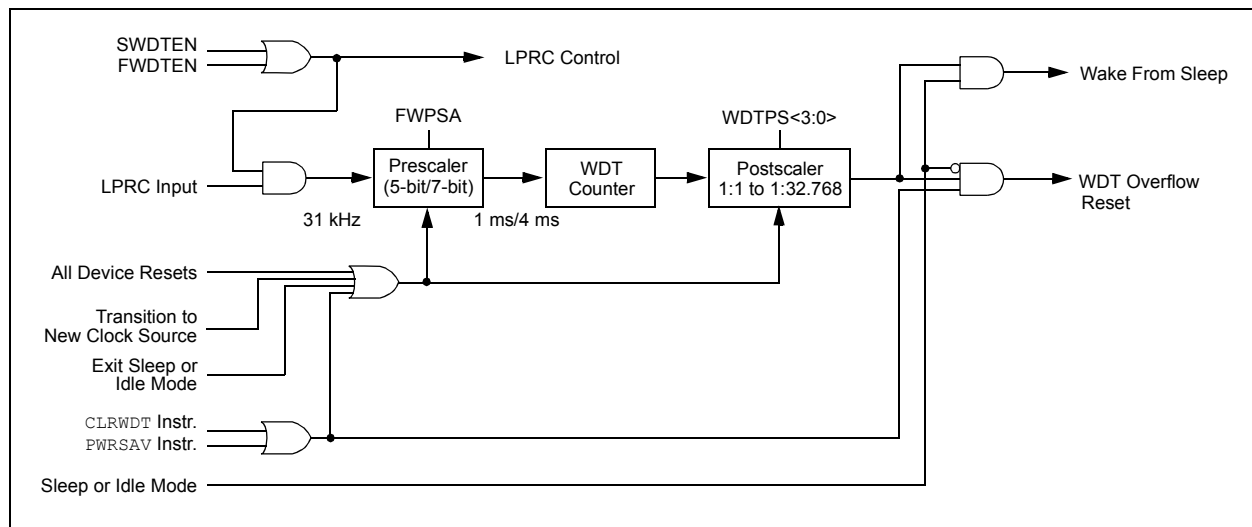 SWDTEN
FWDTEN
LPRC Control
Wake From Sleep
FWPSA
WDTPS<3:0>
LPRC Input
Prescaler
(5-bit/7-bit)
WDT
Counter
Postscaler
1:1 to 1:32.768
WDT Overflow
Reset
31 kHz
1 ms/4 ms
All Device Resets
Transition to
New Clock Source
Exit Sleep or
Idle Mode
CLRWDT Instr.
PWRSAV Instr.
Sleep or Idle Mode